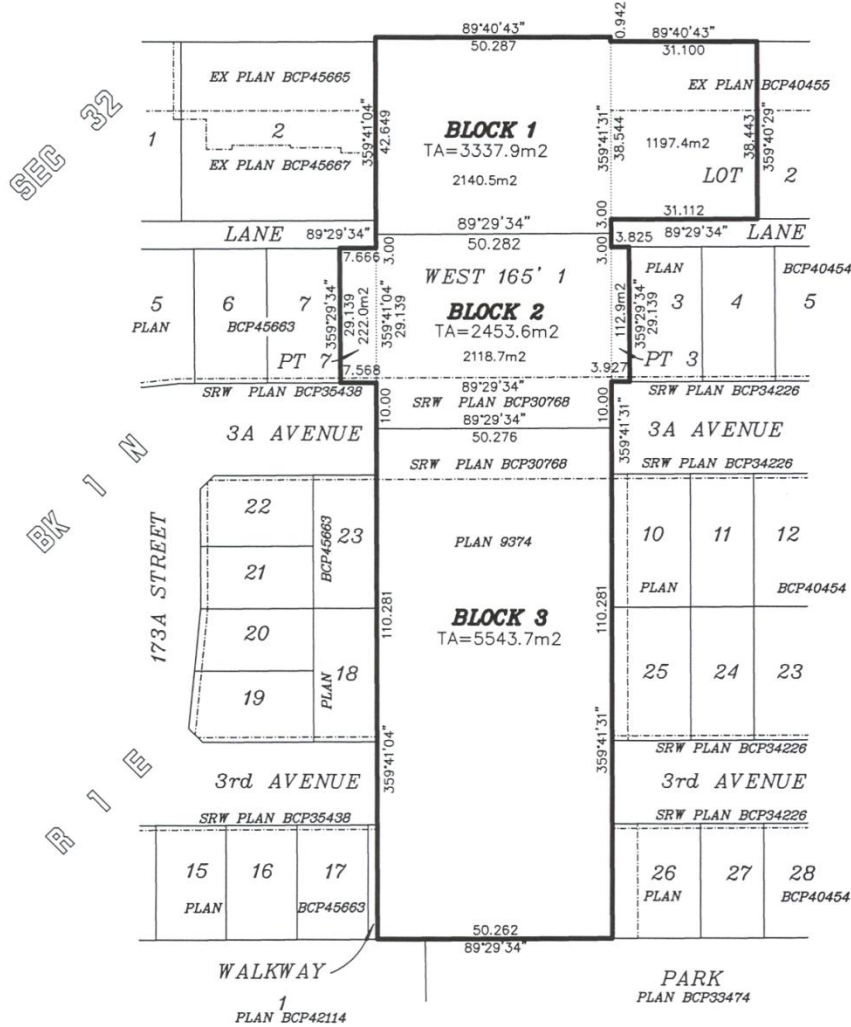 89°40'43"
50.287
0.942
89°40'43"
31.100
EX PLAN BCP45665
EX PLAN BCP40455
SEC 32
1
2
EX PLAN BCP45667
359°41'04"
42.649
BLOCK 1
TA=3337.9m2
2140.5m2
359°41'31"
38.544
1197.4m2
38.443
359°40'29"
LOT 2
31.112
3.00
LANE
89°29'34"
89°29'34"
50.282
3.825
89°29'34"
LANE
7.666
3.00
3.00
WEST 165' 1
PLAN
BCP40454
5
6
7
PLAN
BCP45663
359°29'34"
29.139
222.0m2
359°41'04"
29.139
BLOCK 2
TA=2453.6m2
2118.7m2
112.9m2
359°29'34"
29.139
3
4
5
PT 7
PT 3
7.568
3.927
89°29'34"
SRW PLAN BCP35438
SRW PLAN BCP30768
SRW PLAN BCP34226
10.00
10.00
89°29'34"
50.276
3A AVENUE
359°41'31"
3A AVENUE
SRW PLAN BCP30768
SRW PLAN BCP34226
BK 1 N
173A STREET
22
23
BCP45663
21
20
18
PLAN
19
PLAN 9374
10
11
12
PLAN
BCP40454
110.281
BLOCK 3
TA=5543.7m2
110.281
25
24
23
359°41'04"
359°41'31"
SRW PLAN BCP34226
R 1 E
3rd AVENUE
3rd AVENUE
SRW PLAN BCP35438
SRW PLAN BCP34226
15
16
17
PLAN
BCP45663
26
27
28
PLAN
BCP40454
50.262
89°29'34"
WALKWAY
1
PLAN BCP42114
PARK
PLAN BCP33474